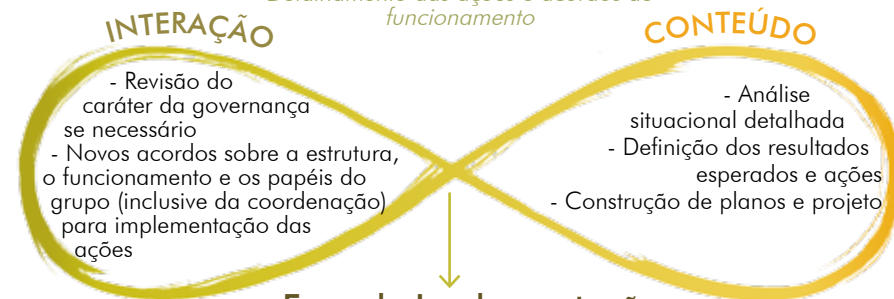 funcionamento
INTERAÇÃO
CONTEÚDO
- Revisão do
caráter da governança
se necessário
- Novos acordos sobre a estrutura,
o funcionamento e os papéis do
grupo (inclusive da coordenação)
para implementação das
ações
- Análise
situacional detalhada
- Definição dos resultados
esperados e ações
- Construção de planos e projeto